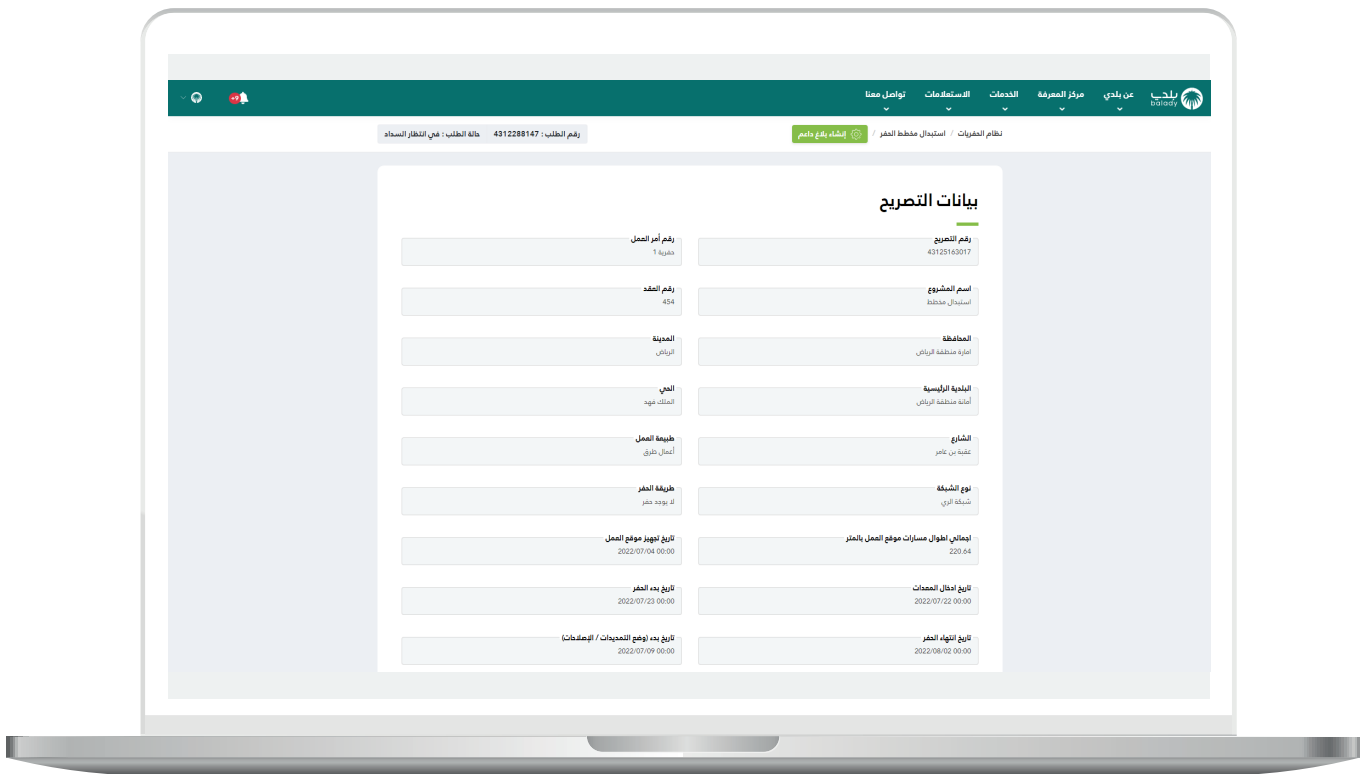 بلدي
balady
عن بلدي
مركز المعرفة
الخدمات
الاستعلامات
تواصل معنا
+9
نظام الحفريات / استبدال مخطط الحفر /
إنشاء بلاغ داعم
رقم الطلب : 4312288147 حالة الطلب : في انتظار السداد
بيانات التصريح
رقم التصريح
43125163017
رقم أمر العمل
حفرية 1
اسم المشروع
استبدال مخطط
رقم العقد
454
المحافظة
امارة منطقة الرياض
المدينة
الرياض
البلدية الرئيسية
أمانة منطقة الرياض
الحي
الملك فهد
الشارع
عقبة بن عامر
طبيعة العمل
أعمال طرق
نوع الشبكة
شبكة الري
طريقة الحفر
لا يوجد حفر
اجمالي اطوال مسارات موقع العمل بالمتر
220.64
تاريخ تجهيز موقع العمل
2022/07/04 00:00
تاريخ ادخال المعدات
2022/07/22 00:00
تاريخ بدء الحفر
2022/07/23 00:00
تاريخ انتهاء الحفر
2022/08/02 00:00
تاريخ بدء (وضع التمديدات / الإصلاحات)
2022/07/09 00:00